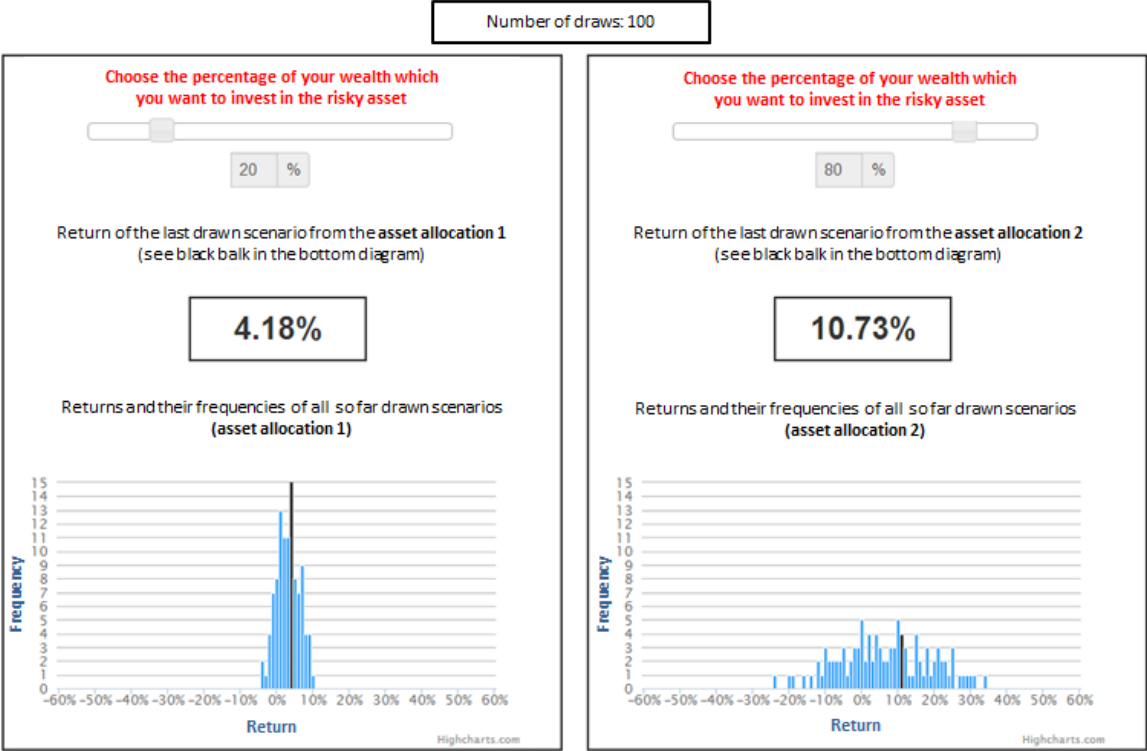 Number of draws: 100
Choose the percentage of your wealth which
you want to invest in the risky asset
20 %
Return of the last drawn scenario from the asset allocation 1
(see black balk in the bottom diagram)
4.18%
Returns and their frequencies of all so far drawn scenarios
(asset allocation 1)
15
14
13
12
11
10
9
8
7
6
5
4
3
2
1
0
Frequency
-60% -50% -40% -30% -20% -10% 0% 10% 20% 30% 40% 50% 60%
Return
Highcharts.com
Choose the percentage of your wealth which
you want to invest in the risky asset
80 %
Return of the last drawn scenario from the asset allocation 2
(see black balk in the bottom diagram)
10.73%
Returns and their frequencies of all so far drawn scenarios
(asset allocation 2)
15
14
13
12
11
10
9
8
7
6
5
4
3
2
1
0
Frequency
-60% -50% -40% -30% -20% -10% 0% 10% 20% 30% 40% 50% 60%
Return
Highcharts.com